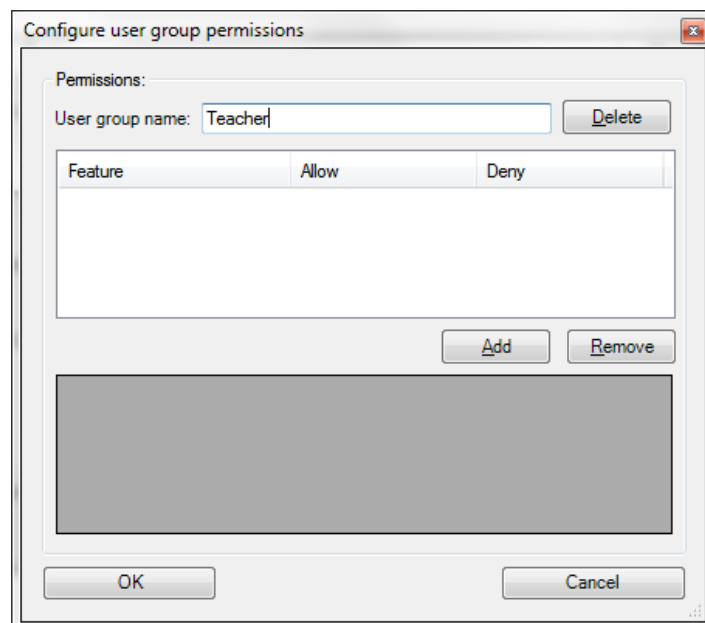 Configure user group permissions
Permissions:
User group name: Teacher Delete
Feature Allow Deny
Add Remove
OK Cancel